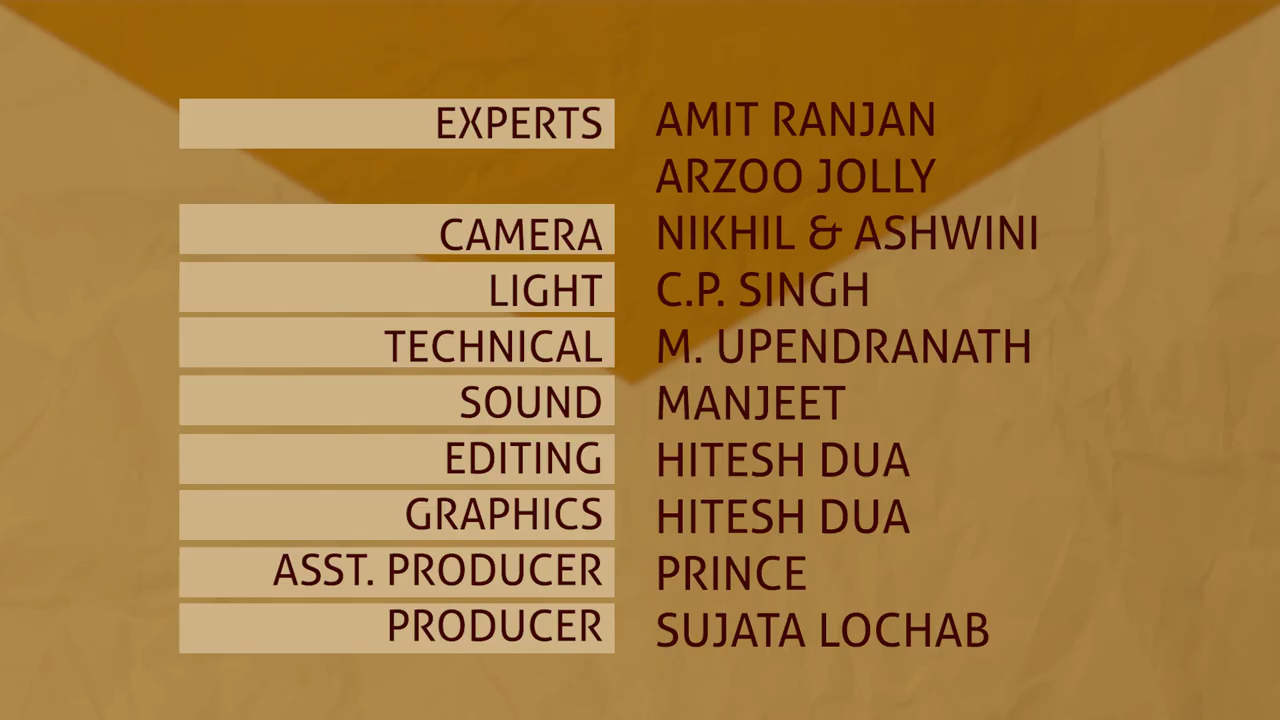 EXPERTS AMIT RANJAN
ARZOO JOLLY
CAMERA NIKHIL & ASHWINI
LIGHT C.P. SINGH
TECHNICAL M. UPENDRANATH
SOUND MANJEET
EDITING HITESH DUA
GRAPHICS HITESH DUA
ASST. PRODUCER PRINCE
PRODUCER SUJATA LOCHAB